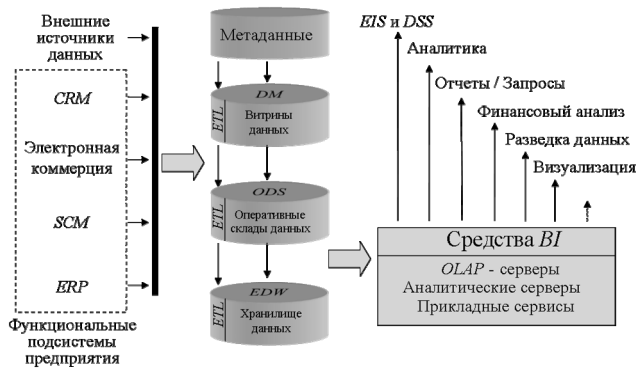 Внешние
источники
данных
CRM
Электронная
коммерция
SCM
ERP
Функциональные
подсистемы
предприятия
Метаданные
DM
ETL
Витрины
данных
ODS
ETL
Оперативные
склады данных
EDW
ETL
Хранилище
данных
EIS и DSS
Аналитика
Отчеты / Запросы
Финансовый анализ
Разведка данных
Визуализация
Средства BI
OLAP - серверы
Аналитические серверы
Прикладные сервисы